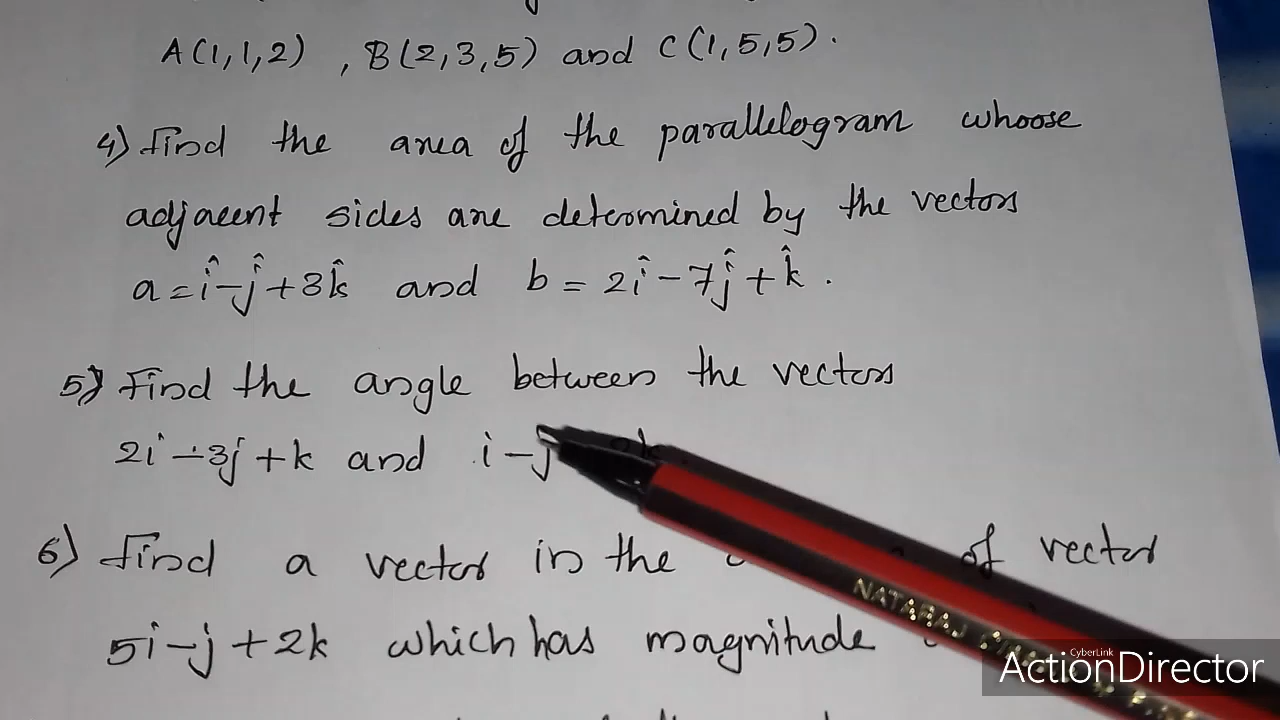 A(1,1,2) , B(2,3,5) and C(1,5,5).
4) Find the area of the parallelogram whoose
adjacent sides are determined by the vectors
a = î - ĵ + 3k̂ and b = 2î - 7ĵ + k̂ .
5) Find the angle between the vectors
2i - 3j + k and i - j
6) Find a vector in the of vector
5i - j + 2k which has magnitude
NATARAJ
CyberLink
ActionDirector